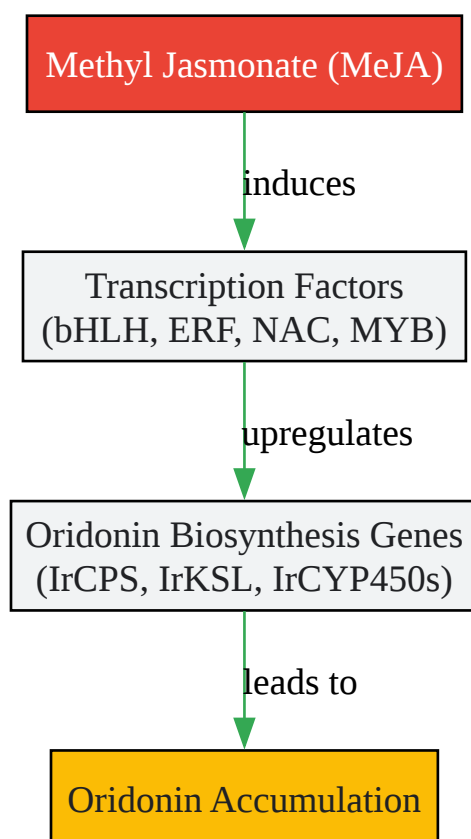 Methyl Jasmonate (MeJA)
induces
Transcription Factors
(bHLH, ERF, NAC, MYB)
upregulates
Oridonin Biosynthesis Genes
(IrCPS, IrKSL, IrCYP450s)
leads to
Oridonin Accumulation